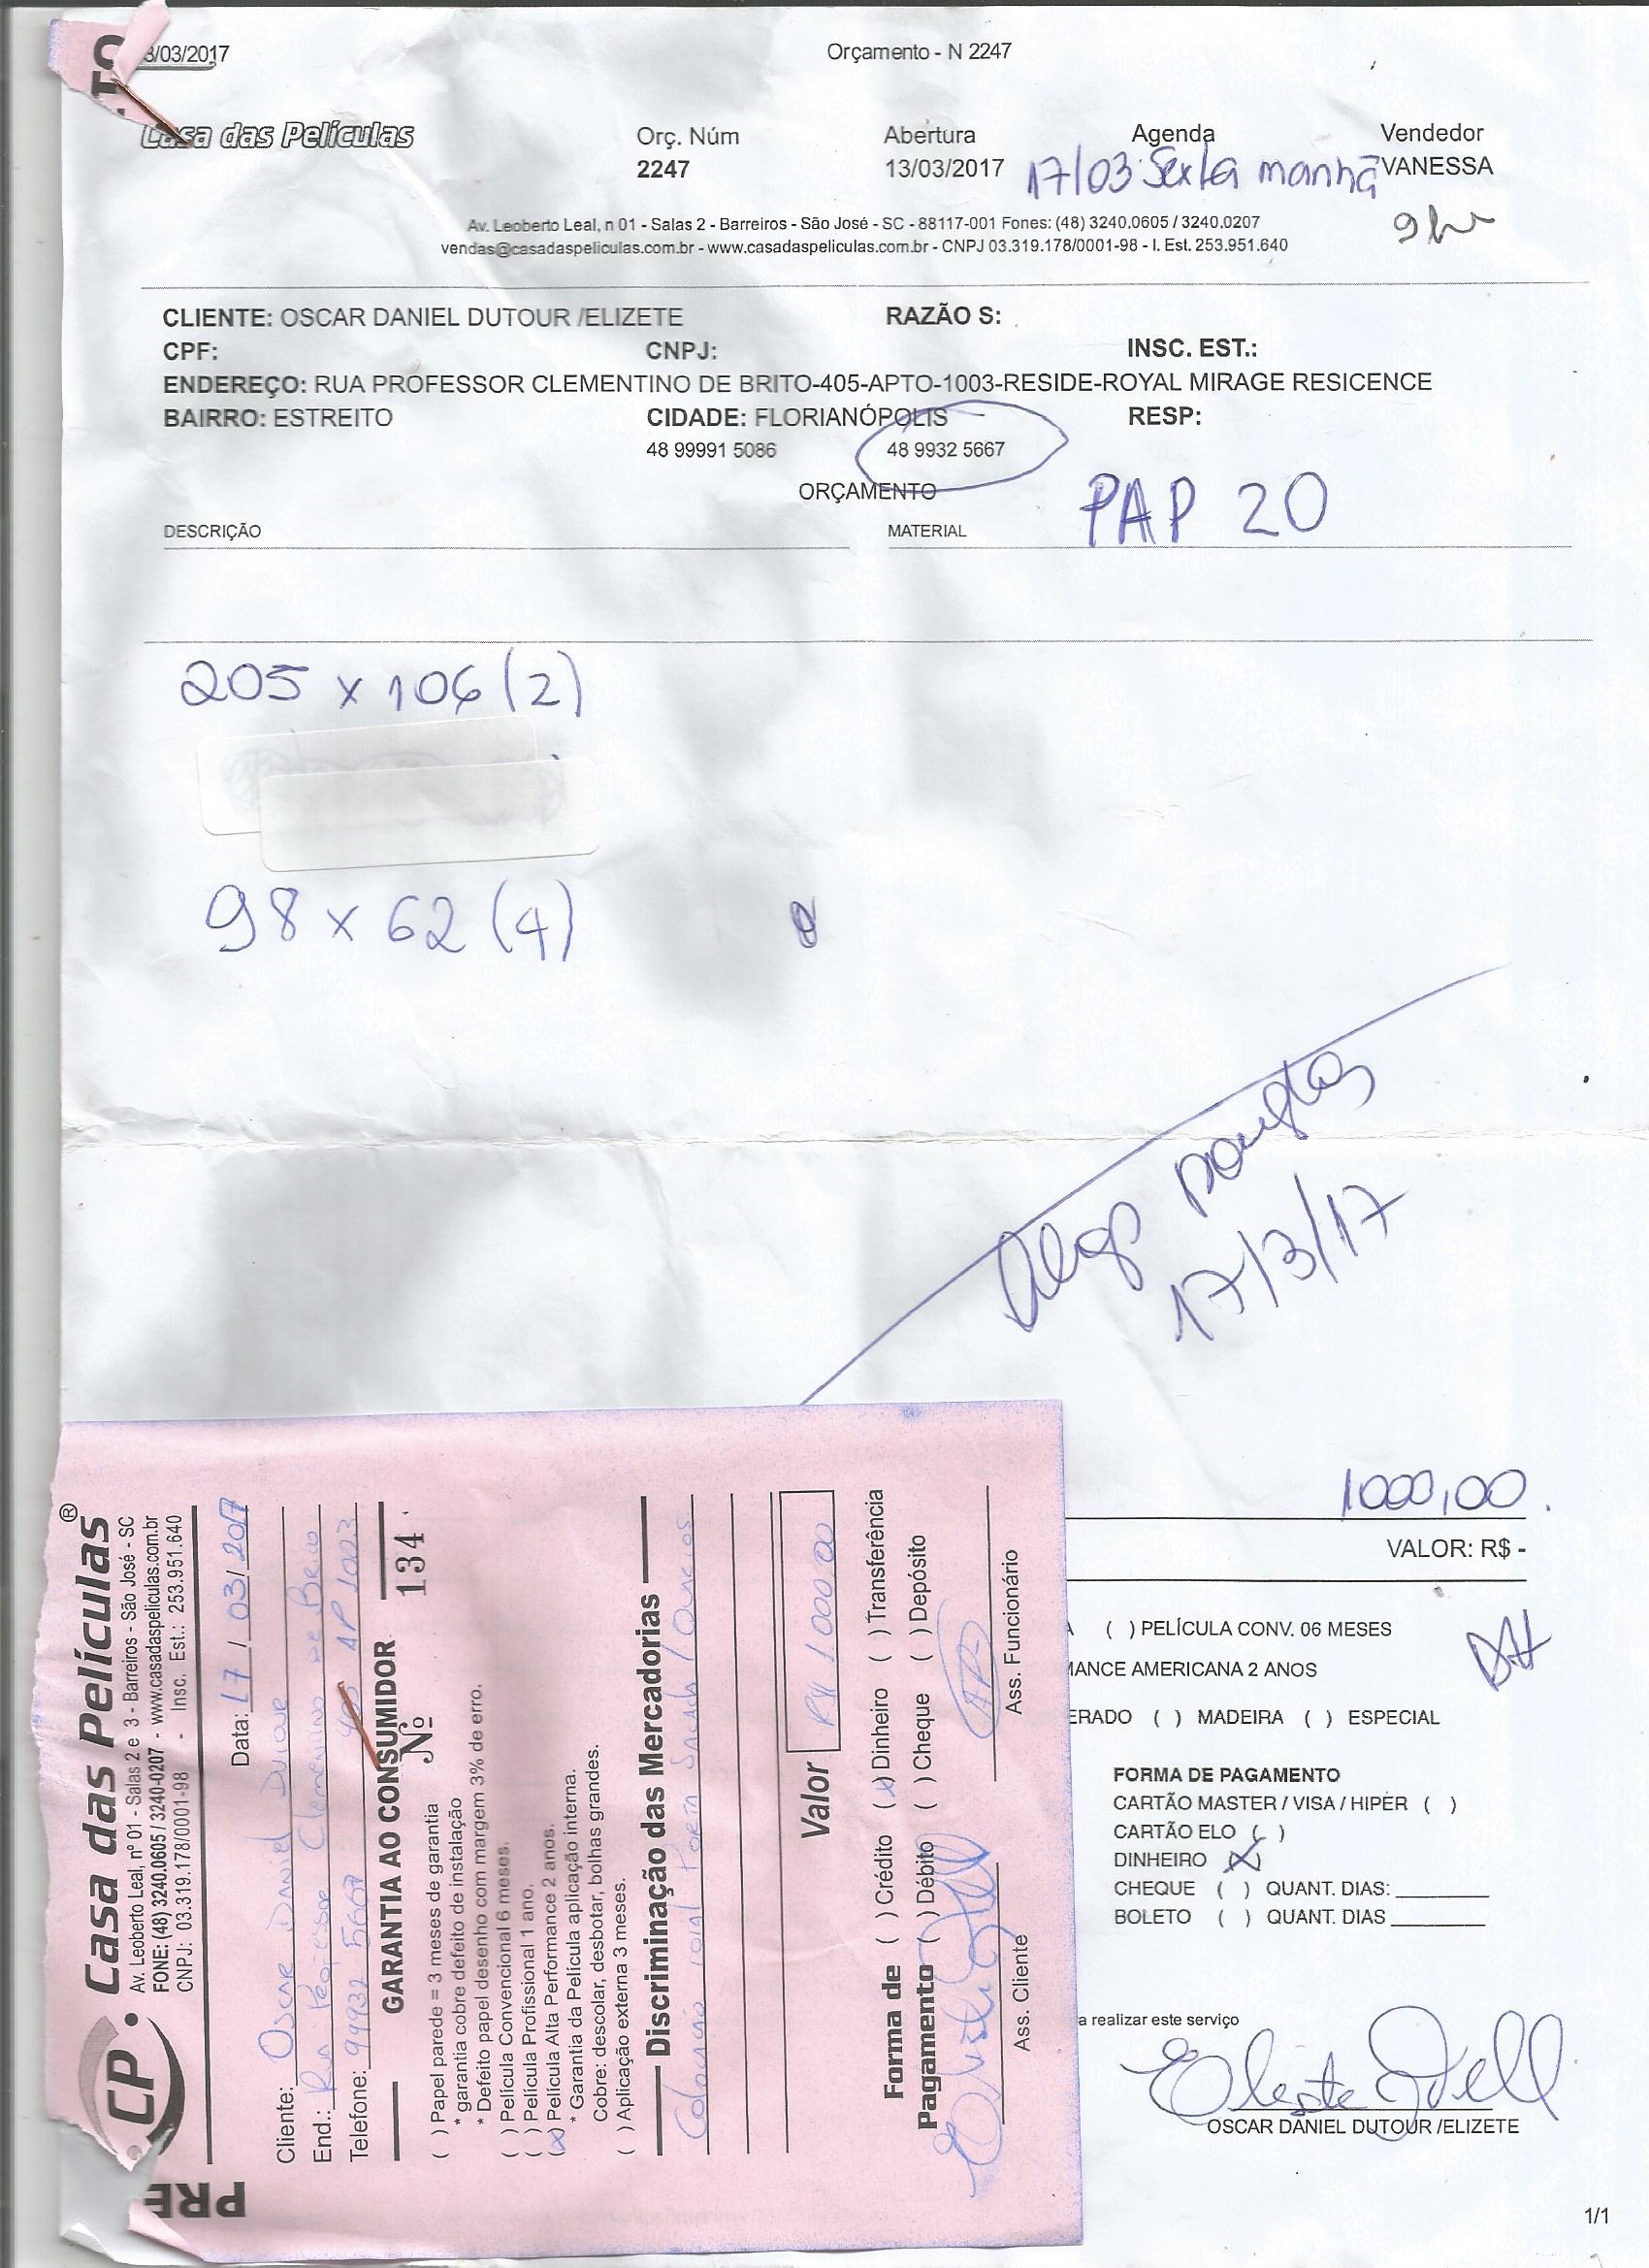 3/03/2017
Orçamento - N 2247
Casa das Películas
Orç. Núm
2247
Abertura
13/03/2017
Agenda
17/03 Sexta manhã
Vendedor
VANESSA
9hr
Av. Leoberto Leal, n 01 - Salas 2 - Barreiros - São José - SC - 88117-001 Fones: (48) 3240.0605 / 3240.0207
vendas@casadaspeliculas.com.br - www.casadaspeliculas.com.br - CNPJ 03.319.178/0001-98 - I. Est. 253.951.640
CLIENTE: OSCAR DANIEL DUTOUR /ELIZETE RAZÃO S:
CPF: CNPJ: INSC. EST.:
ENDEREÇO: RUA PROFESSOR CLEMENTINO DE BRITO-405-APTO-1003-RESIDE-ROYAL MIRAGE RESICENCE
BAIRRO: ESTREITO CIDADE: FLORIANÓPOLIS RESP:
48 99991 5086 48 9932 5667
ORÇAMENTO
DESCRIÇÃO MATERIAL PAP 20
205 x 106 (2)
98 x 62 (4)
17/3/17
1000,00
VALOR: R$ -
( ) PELÍCULA CONV. 06 MESES
MANCE AMERICANA 2 ANOS
ERADO ( ) MADEIRA ( ) ESPECIAL
FORMA DE PAGAMENTO
CARTÃO MASTER / VISA / HIPER ( )
CARTÃO ELO ( )
DINHEIRO (X)
CHEQUE ( ) QUANT. DIAS:
BOLETO ( ) QUANT. DIAS
a realizar este serviço
OSCAR DANIEL DUTOUR /ELIZETE
1/1
PRE
CP
Casa das Películas ®
Av. Leoberto Leal, nº 01 - Salas 2 e 3 - Barreiros - São José - SC
FONE: (48) 3240.0605 / 3240-0207 - www.casadaspeliculas.com.br
CNPJ: 03.319.178/0001-98 - Insc. Est.: 253.951.640
Data: 17 / 03 / 2017
Cliente: Oscar Daniel
End.: Rua Professor Clementino de Brito
Telefone: 99932 5667 AP 1003
GARANTIA AO CONSUMIDOR Nº 134
( ) Papel parede = 3 meses de garantia
* garantia cobre defeito de instalação
* Defeito papel desenho com margem 3% de erro.
( ) Película Convencional 6 meses.
( ) Película Profissional 1 ano.
(x) Película Alta Performance 2 anos.
* Garantia da Película aplicação interna.
Cobre: descolar, desbotar, bolhas grandes.
( ) Aplicação externa 3 meses.
Discriminação das Mercadorias
Colocação total Porta Sacada /
Valor R$ 1000,00
Forma de Pagamento
( ) Crédito (x) Dinheiro ( ) Transferência
( ) Débito ( ) Cheque ( ) Depósito
Ass. Cliente Ass. Funcionário